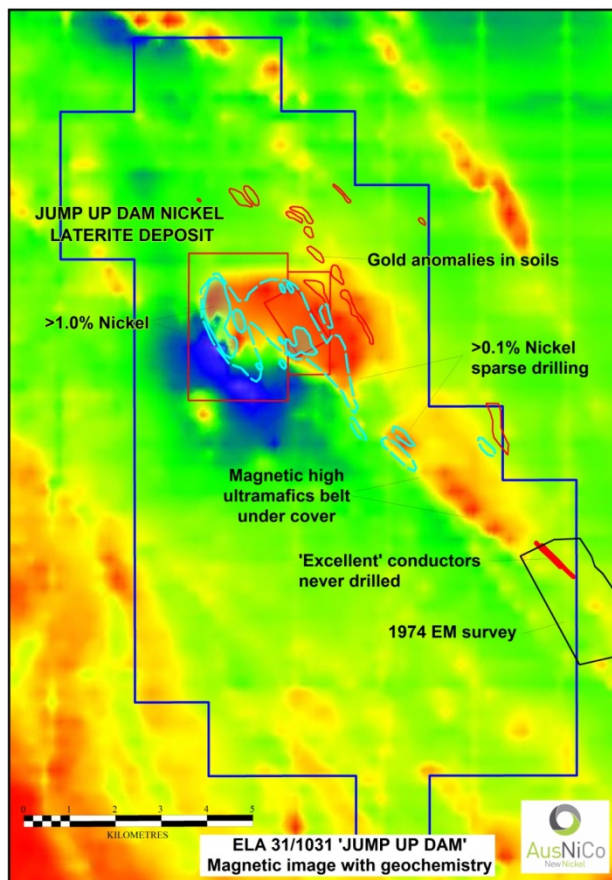 JUMP UP DAM NICKEL
LATERITE DEPOSIT
Gold anomalies in soils
>1.0% Nickel
>0.1% Nickel
sparse drilling
Magnetic high
ultramafics belt
under cover
'Excellent' conductors
never drilled
1974 EM survey
0 1 2 3 4 5
KILOMETRES
ELA 31/1031 'JUMP UP DAM'
Magnetic image with geochemistry
AusNiCo
New Nickel